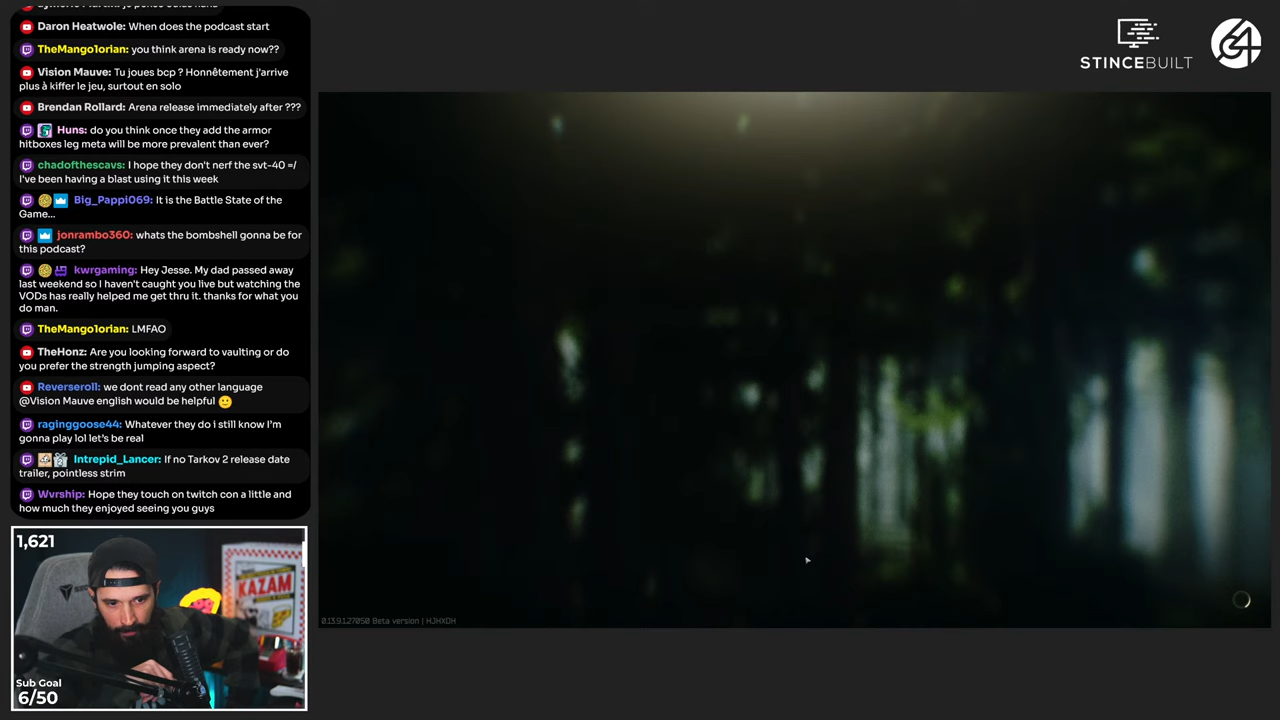 Daron Heatwole: When does the podcast start
TheMango1orian: you think arena is ready now??
Vision Mauve: Tu joues bcp ? Honnêtement j'arrive
plus à kiffer le jeu, surtout en solo
Brendan Rollard: Arena release immediately after ???
Huns: do you think once they add the armor
hitboxes leg meta will be more prevalent than ever?
chadofthescavs: I hope they don't nerf the svt-40 =/
I've been having a blast using it this week
Big_Pappi069: It is the Battle State of the
Game...
jonrambo360: whats the bombshell gonna be for
this podcast?
kwrgaming: Hey Jesse. My dad passed away
last weekend so I haven't caught you live but watching the
VODs has really helped me get thru it. thanks for what you
do man.
TheMango1orian: LMFAO
TheHonz: Are you looking forward to vaulting or do
you prefer the strength jumping aspect?
Reverseroll: we dont read any other language
@Vision Mauve english would be helpful 🙂
raginggoose44: Whatever they do i still know I'm
gonna play lol let's be real
Intrepid_Lancer: If no Tarkov 2 release date
trailer, pointless strim
Wvrship: Hope they touch on twitch con a little and
how much they enjoyed seeing you guys
1,621
KAZAM
Sub Goal
6/50
STINCEBUILT
G4
0.13.9.1.27050 Beta version | HJHXDH